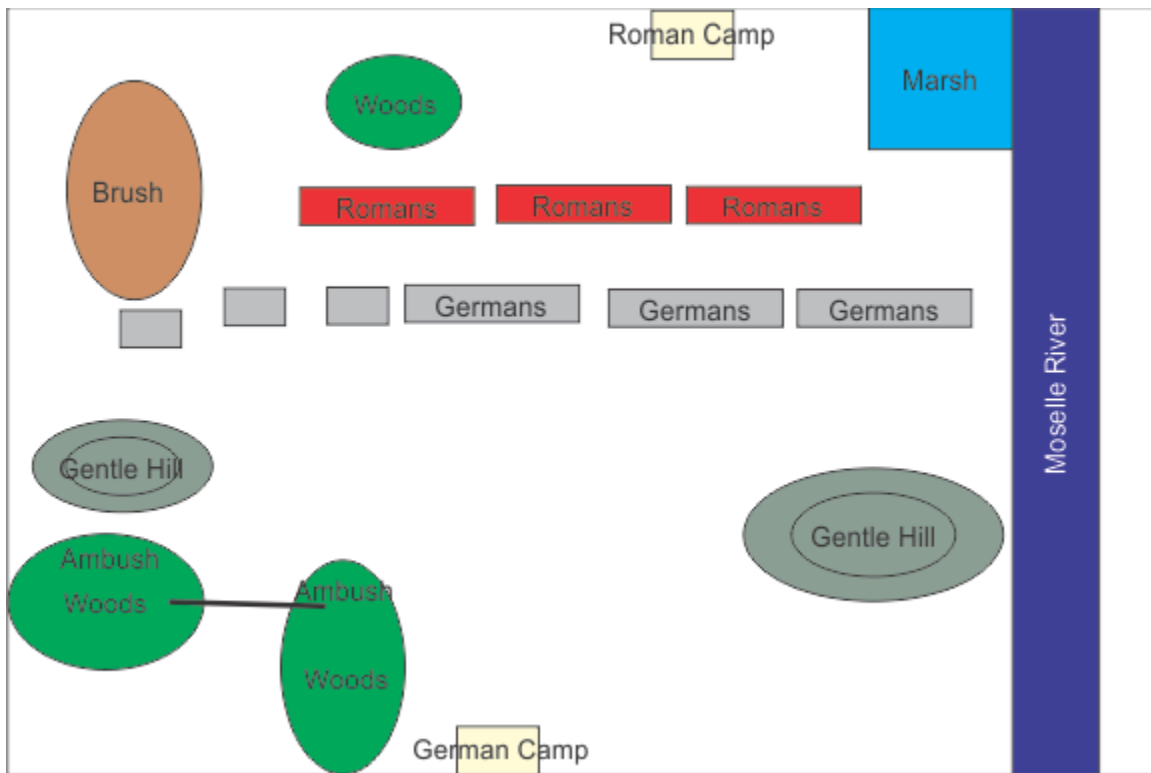 Roman Camp
Woods
Marsh
Brush
Romans
Romans
Romans
Germans
Germans
Germans
Moselle River
Gentle Hill
Gentle Hill
Ambush
Woods
Ambush
Woods
German Camp